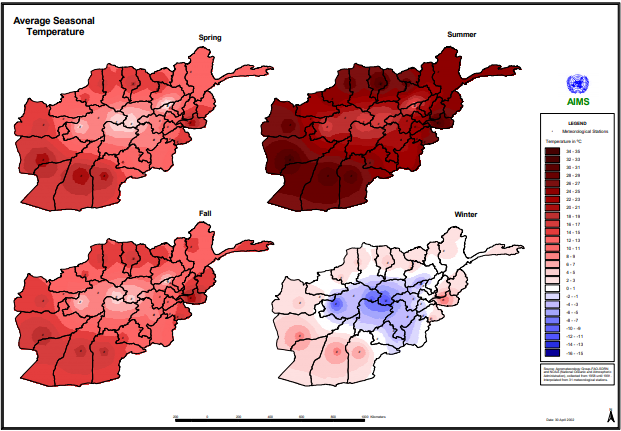 Average Seasonal
Temperature
Spring
Summer
AIMS
LEGEND
Meteorological Stations
Temperature in °C
34 - 35
32 - 33
30 - 31
28 - 29
26 - 27
24 - 25
22 - 23
20 - 21
18 - 19
16 - 17
14 - 15
12 - 13
10 - 11
8 - 9
6 - 7
4 - 5
2 - 3
0 - 1
-2 - -1
-4 - -3
-6 - -5
-8 - -7
-10 - -9
-12 - -11
-14 - -13
-16 - -15
Fall
Winter
Kilometers